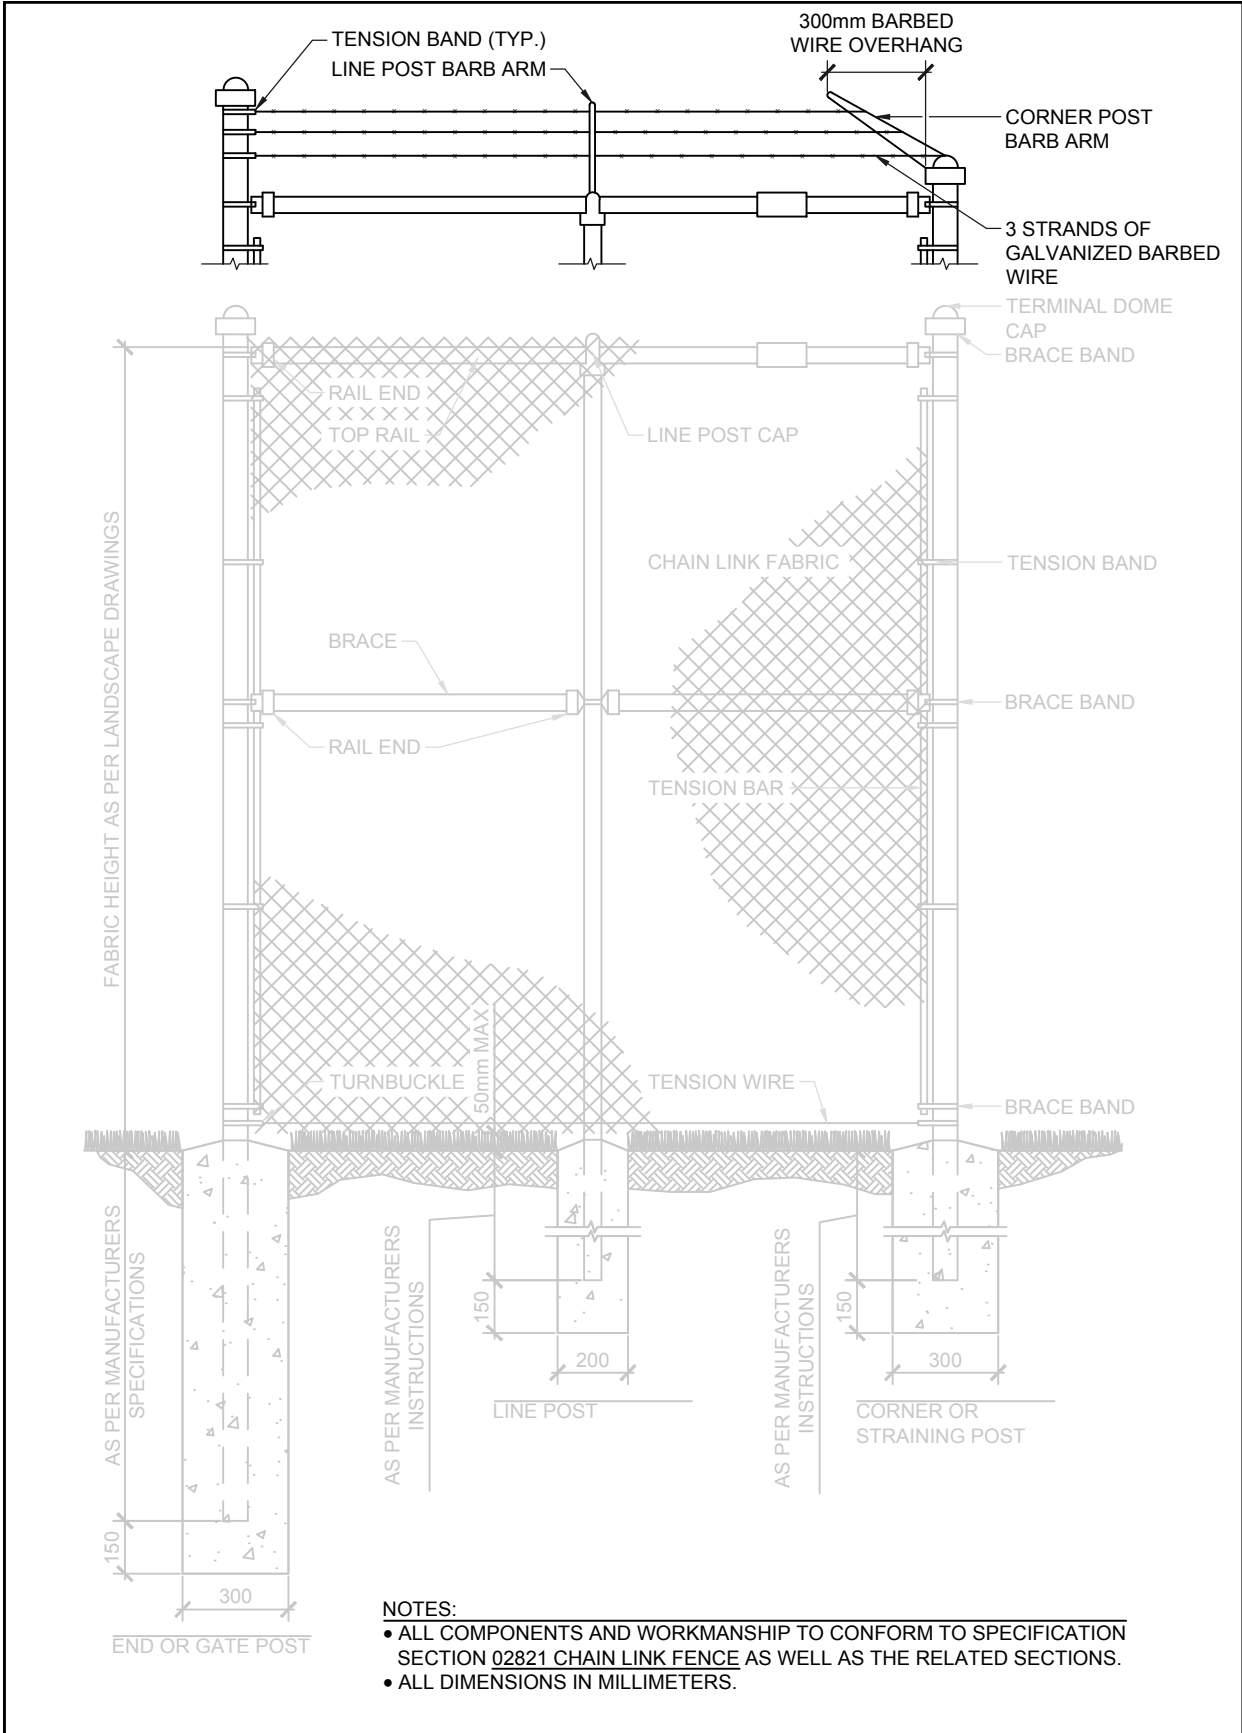 TENSION BAND (TYP.)
LINE POST BARB ARM
300mm BARBED
WIRE OVERHANG
CORNER POST
BARB ARM
3 STRANDS OF
GALVANIZED BARBED
WIRE
TERMINAL DOME
CAP
BRACE BAND
RAIL END
TOP RAIL
LINE POST CAP
CHAIN LINK FABRIC
TENSION BAND
FABRIC HEIGHT AS PER LANDSCAPE DRAWINGS
BRACE
BRACE BAND
RAIL END
TENSION BAR
50mm MAX
TURNBUCKLE
TENSION WIRE
BRACE BAND
AS PER MANUFACTURERS
SPECIFICATIONS
AS PER MANUFACTURERS
INSTRUCTIONS
AS PER MANUFACTURERS
INSTRUCTIONS
150
150
200
300
LINE POST
CORNER OR
STRAINING POST
150
300
END OR GATE POST
NOTES:
• ALL COMPONENTS AND WORKMANSHIP TO CONFORM TO SPECIFICATION
SECTION 02821 CHAIN LINK FENCE AS WELL AS THE RELATED SECTIONS.
• ALL DIMENSIONS IN MILLIMETERS.